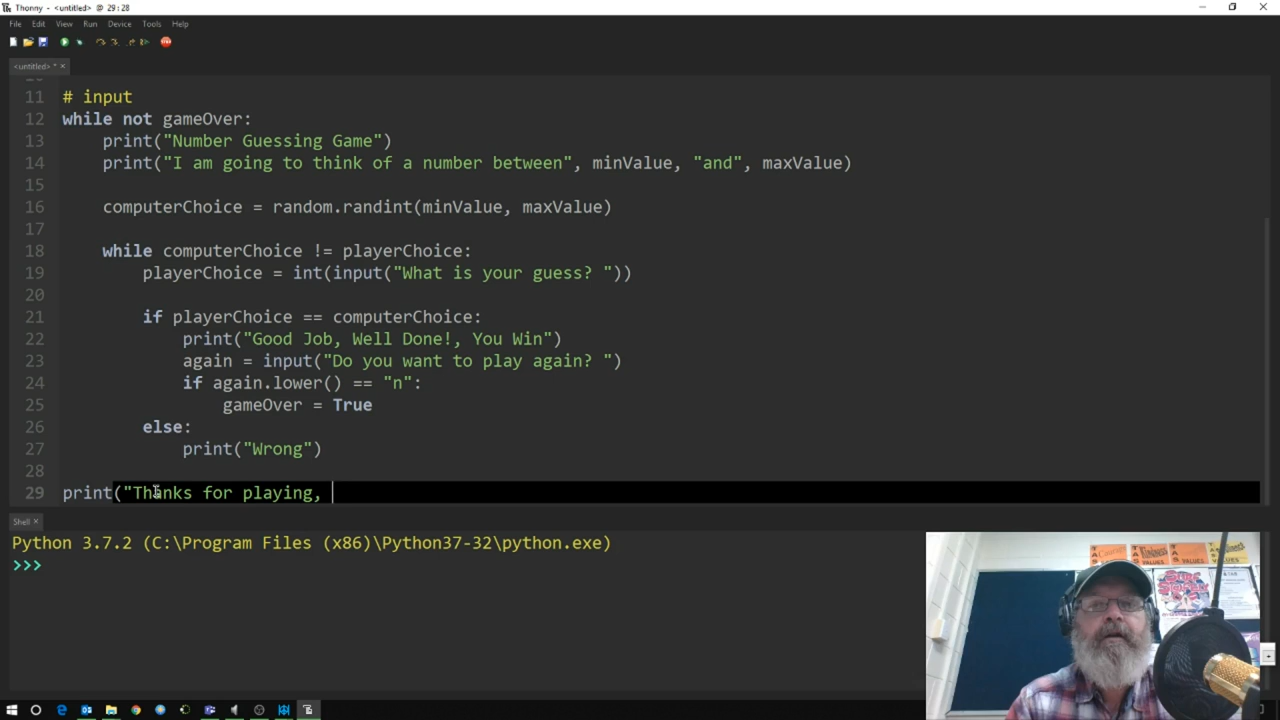 Thonny - <untitled> @ 29:28
File Edit View Run Device Tools Help
<untitled> *
11 # input
12 while not gameOver:
13     print("Number Guessing Game")
14     print("I am going to think of a number between", minValue, "and", maxValue)
15
16     computerChoice = random.randint(minValue, maxValue)
17
18     while computerChoice != playerChoice:
19         playerChoice = int(input("What is your guess? "))
20
21         if playerChoice == computerChoice:
22             print("Good Job, Well Done!, You Win")
23             again = input("Do you want to play again? ")
24             if again.lower() == "n":
25                 gameOver = True
26         else:
27             print("Wrong")
28
29 print("Thanks for playing,
Shell
Python 3.7.2 (C:\Program Files (x86)\Python37-32\python.exe)
>>>